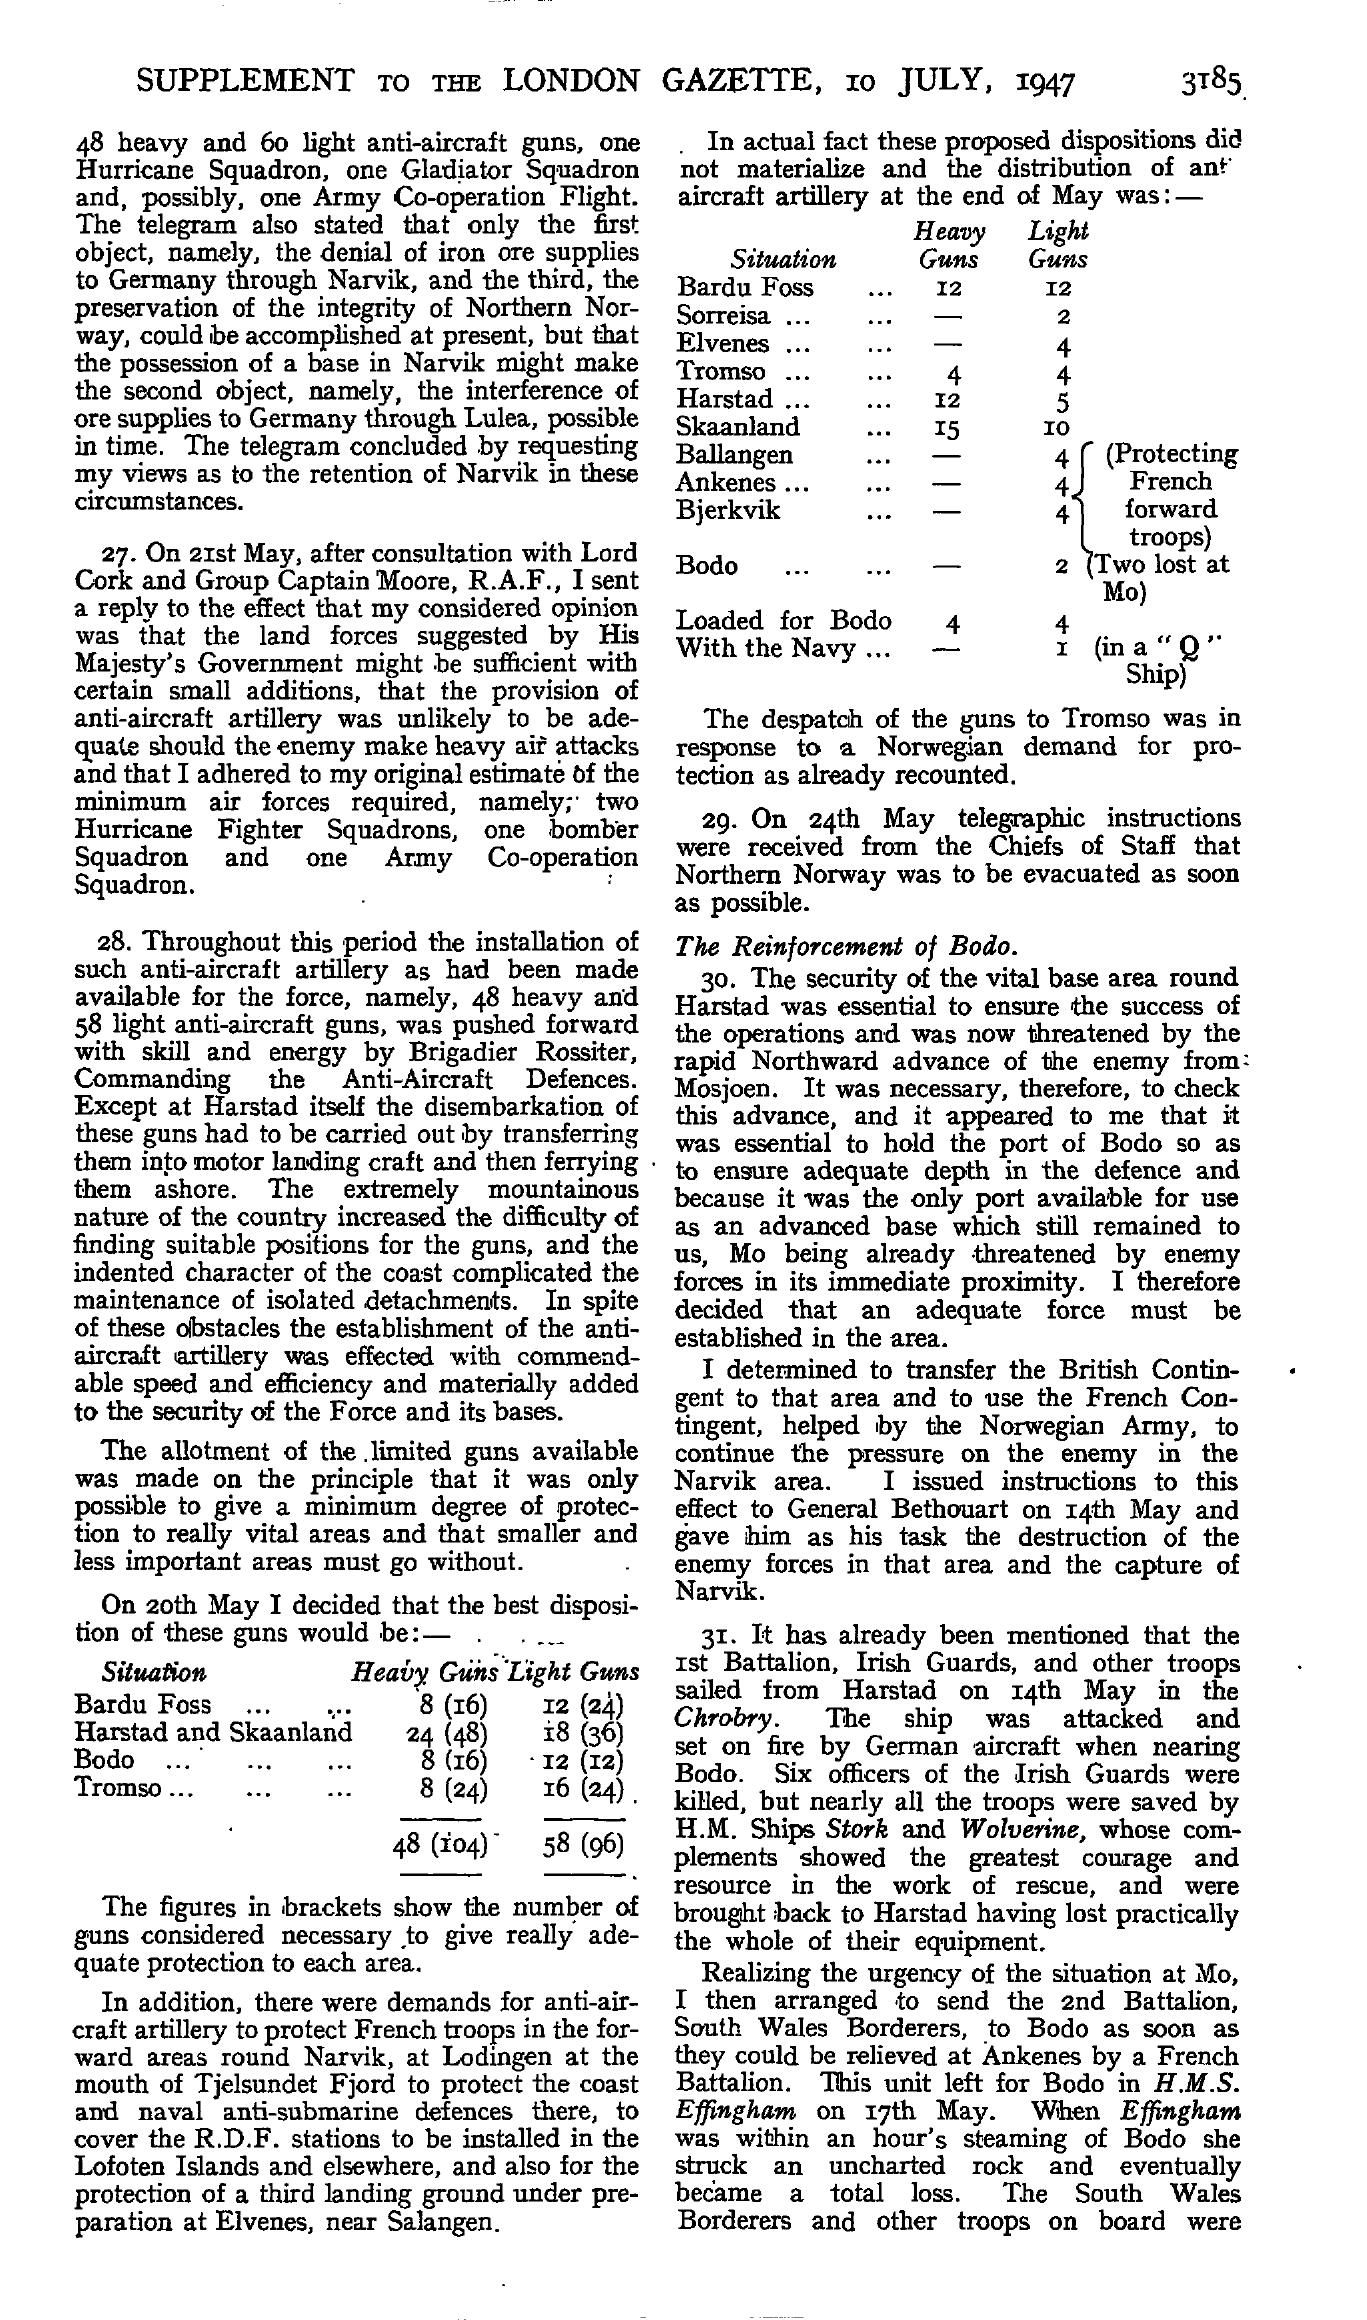 SUPPLEMENT TO THE LONDON GAZETTE, 10 JULY, 1947 3185
48 heavy and 60 light anti-aircraft guns, one
Hurricane Squadron, one Gladiator Squadron
and, possibly, one Army Co-operation Flight.
The telegram also stated that only the first
object, namely, the denial of iron ore supplies
to Germany through Narvik, and the third, the
preservation of the integrity of Northern Nor-
way, could be accomplished at present, but that
the possession of a base in Narvik might make
the second object, namely, the interference of
ore supplies to Germany through Lulea, possible
in time. The telegram concluded by requesting
my views as to the retention of Narvik in these
circumstances.
27. On 21st May, after consultation with Lord
Cork and Group Captain Moore, R.A.F., I sent
a reply to the effect that my considered opinion
was that the land forces suggested by His
Majesty's Government might be sufficient with
certain small additions, that the provision of
anti-aircraft artillery was unlikely to be ade-
quate should the enemy make heavy air attacks
and that I adhered to my original estimate of the
minimum air forces required, namely; two
Hurricane Fighter Squadrons, one bomber
Squadron and one Army Co-operation
Squadron.
28. Throughout this period the installation of
such anti-aircraft artillery as had been made
available for the force, namely, 48 heavy and
58 light anti-aircraft guns, was pushed forward
with skill and energy by Brigadier Rossiter,
Commanding the Anti-Aircraft Defences.
Except at Harstad itself the disembarkation of
these guns had to be carried out by transferring
them into motor landing craft and then ferrying
them ashore. The extremely mountainous
nature of the country increased the difficulty of
finding suitable positions for the guns, and the
indented character of the coast complicated the
maintenance of isolated detachments. In spite
of these obstacles the establishment of the anti-
aircraft artillery was effected with commend-
able speed and efficiency and materially added
to the security of the Force and its bases.
The allotment of the limited guns available
was made on the principle that it was only
possible to give a minimum degree of protec-
tion to really vital areas and that smaller and
less important areas must go without.
On 20th May I decided that the best disposi-
tion of these guns would be:—
Situation Heavy Guns Light Guns
Bardu Foss ... ... 8 (16) 12 (24)
Harstad and Skaanland 24 (48) 18 (36)
Bodo ... ... ... 8 (16) 12 (12)
Tromso ... ... ... 8 (24) 16 (24)
48 (104) 58 (96)
The figures in brackets show the number of
guns considered necessary to give really ade-
quate protection to each area.
In addition, there were demands for anti-air-
craft artillery to protect French troops in the for-
ward areas round Narvik, at Lodingen at the
mouth of Tjelsundet Fjord to protect the coast
and naval anti-submarine defences there, to
cover the R.D.F. stations to be installed in the
Lofoten Islands and elsewhere, and also for the
protection of a third landing ground under pre-
paration at Elvenes, near Salangen.
In actual fact these proposed dispositions did
not materialize and the distribution of
aircraft artillery at the end of May was:—
Heavy Light
Situation Guns Guns
Bardu Foss ... 12 12
Sorreisa ... ... — 2
Elvenes ... ... — 4
Tromso ... ... 4 4
Harstad ... ... 12 5
Skaanland ... 15 10
Ballangen ... — 4 (Protecting
Ankenes ... ... — 4 French
Bjerkvik ... — 4 forward
troops)
Bodo ... ... — 2 (Two lost at
Mo)
Loaded for Bodo 4 4
With the Navy ... — 1 (in a "Q"
Ship)
The despatch of the guns to Tromso was in
response to a Norwegian demand for pro-
tection as already recounted.
29. On 24th May telegraphic instructions
were received from the Chiefs of Staff that
Northern Norway was to be evacuated as soon
as possible.
The Reinforcement of Bodo.
30. The security of the vital base area round
Harstad was essential to ensure the success of
the operations and was now threatened by the
rapid Northward advance of the enemy from
Mosjoen. It was necessary, therefore, to check
this advance, and it appeared to me that it
was essential to hold the port of Bodo so as
to ensure adequate depth in the defence and
because it was the only port available for use
as an advanced base which still remained to
us, Mo being already threatened by enemy
forces in its immediate proximity. I therefore
decided that an adequate force must be
established in the area.
I determined to transfer the British Contin-
gent to that area and to use the French Con-
tingent, helped by the Norwegian Army, to
continue the pressure on the enemy in the
Narvik area. I issued instructions to this
effect to General Bethouart on 14th May and
gave him as his task the destruction of the
enemy forces in that area and the capture of
Narvik.
31. It has already been mentioned that the
1st Battalion, Irish Guards, and other troops
sailed from Harstad on 14th May in the
Chrobry. The ship was attacked and
set on fire by German aircraft when nearing
Bodo. Six officers of the Irish Guards were
killed, but nearly all the troops were saved by
H.M. Ships Stork and Wolverine, whose com-
plements showed the greatest courage and
resource in the work of rescue, and were
brought back to Harstad having lost practically
the whole of their equipment.
Realizing the urgency of the situation at Mo,
I then arranged to send the 2nd Battalion,
South Wales Borderers, to Bodo as soon as
they could be relieved at Ankenes by a French
Battalion. This unit left for Bodo in H.M.S.
Effingham on 17th May. When Effingham
was within an hour's steaming of Bodo she
struck an uncharted rock and eventually
became a total loss. The South Wales
Borderers and other troops on board were